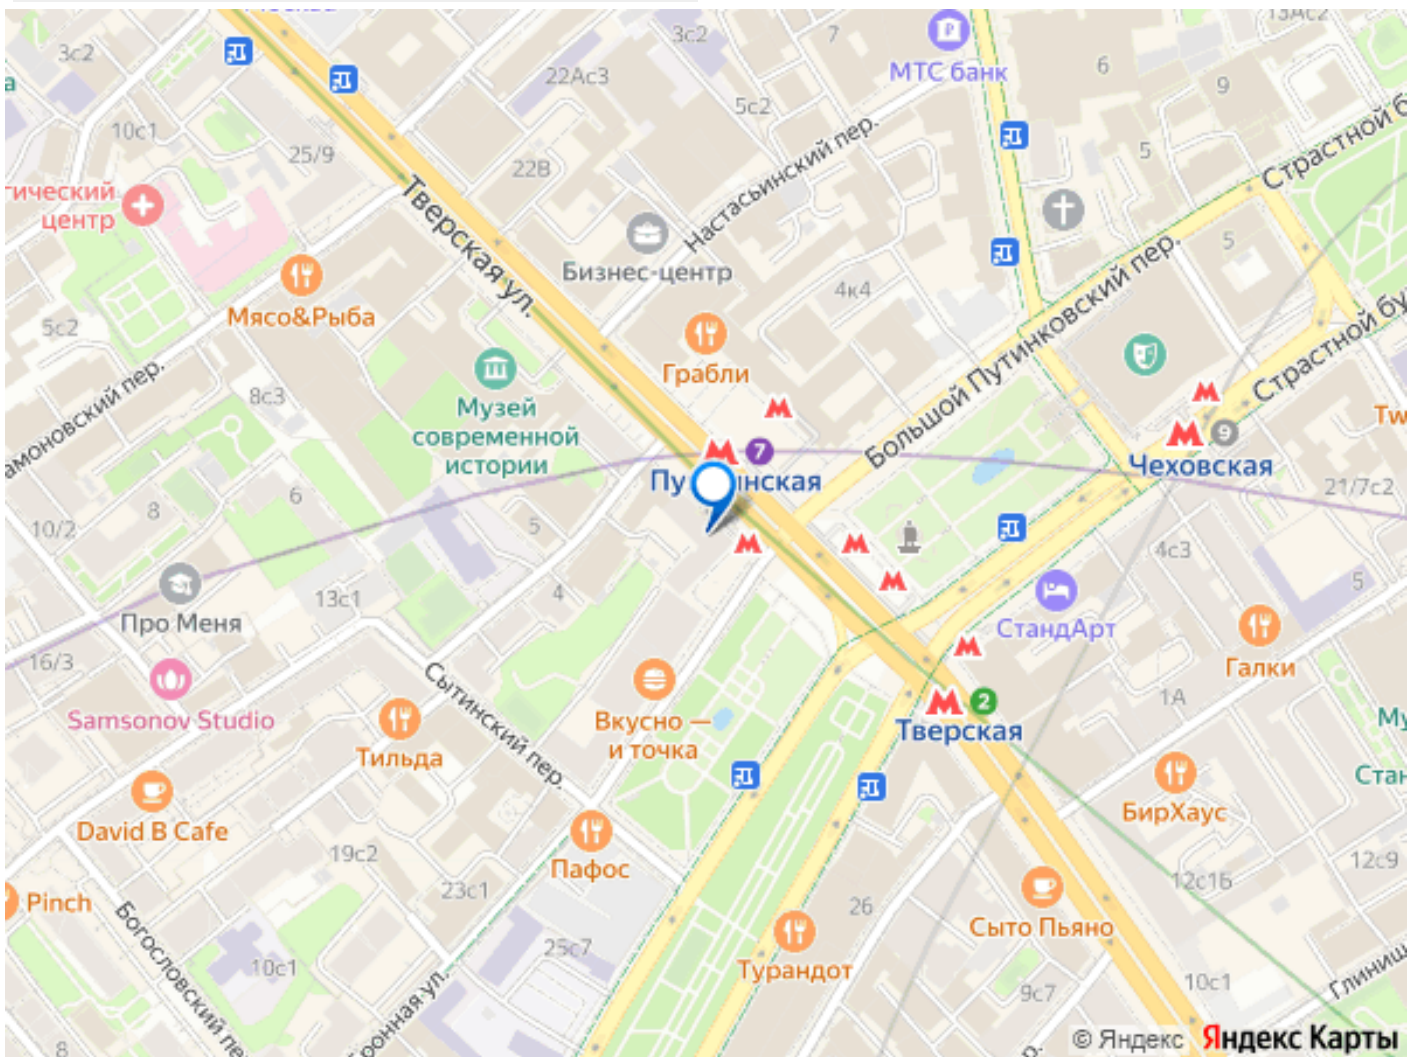 3с2
3с2
7
13Ас2
МТС банк
6
9
22Ас3
5с2
10с1
25/9
22В
Настасьинский пер.
5
Страстной б
гический
центр
Тверская ул.
Бизнес-центр
4к4
5
Большой Путинковский пер.
Мясо&Рыба
5с2
Грабли
Музей
современной
истории
Страстной бу
8с3
амоновский пер.
Tw
7
9
Пу
инская
Чеховская
21/7с2
6
8
10/2
5
4с3
5
4
13с1
Про Меня
СтандАрт
16/3
Галки
Samsonov Studio
Сытинский пер.
1А
2
Тверская
Вкусно —
и точка
Му
Тильда
Стан
БирХаус
David B Cafe
19с2
Пафос
12с9
12с1Б
23с1
26
Pinch
Сыто Пьяно
Богословский пе
25с7
Турандот
10с1
9с7
10с1
Глинищ
ронная ул.
р.
8
© Яндекс Яндекс Карты